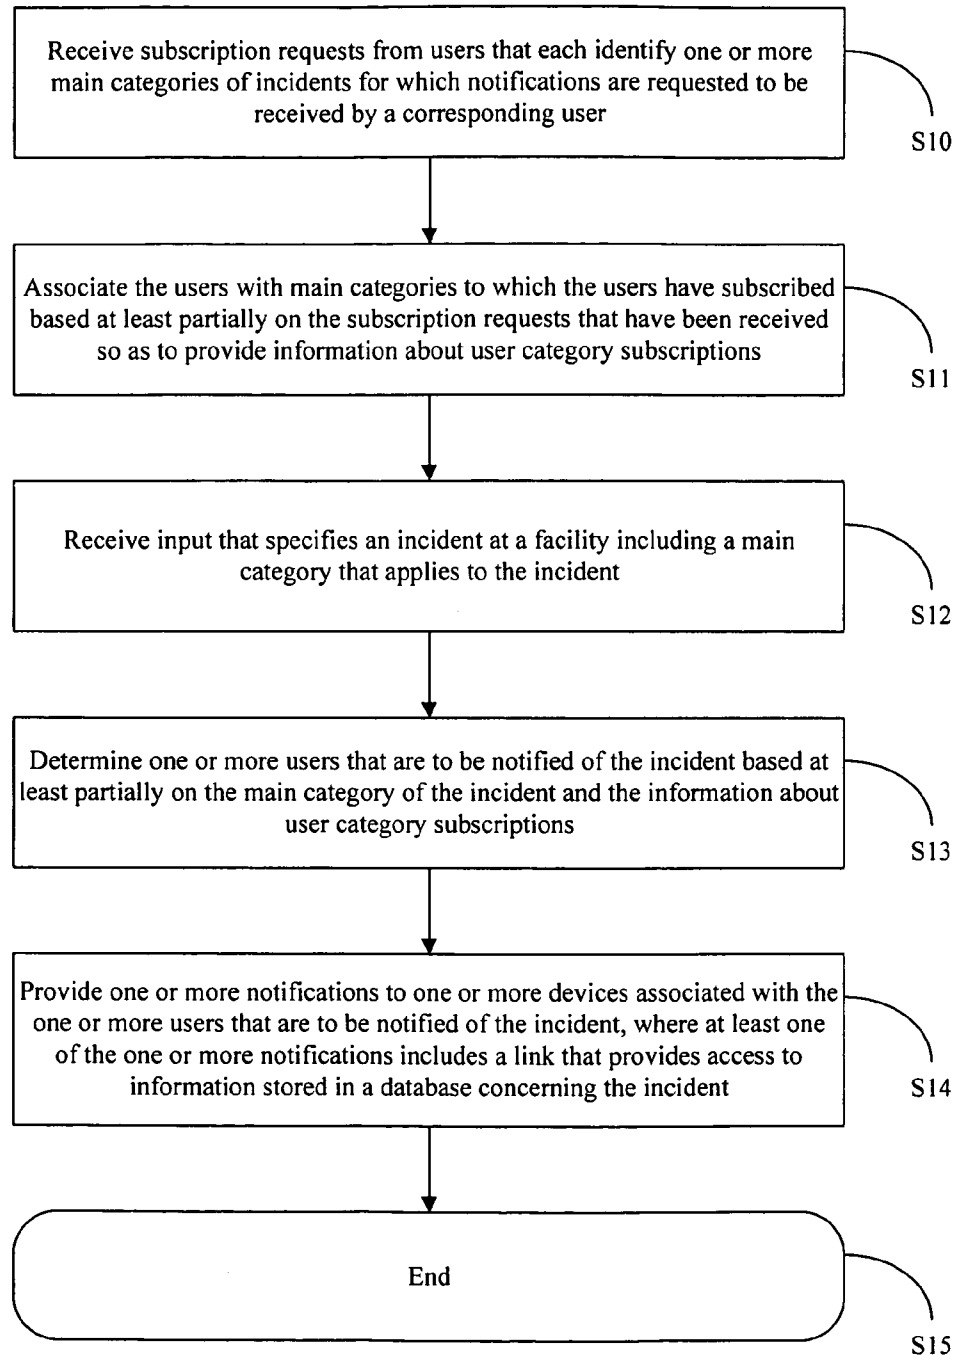 Receive subscription requests from users that each identify one or more
main categories of incidents for which notifications are requested to be
received by a corresponding user
S10
Associate the users with main categories to which the users have subscribed
based at least partially on the subscription requests that have been received
so as to provide information about user category subscriptions
S11
Receive input that specifies an incident at a facility including a main
category that applies to the incident
S12
Determine one or more users that are to be notified of the incident based at
least partially on the main category of the incident and the information about
user category subscriptions
S13
Provide one or more notifications to one or more devices associated with the
one or more users that are to be notified of the incident, where at least one
of the one or more notifications includes a link that provides access to
information stored in a database concerning the incident
S14
End
S15